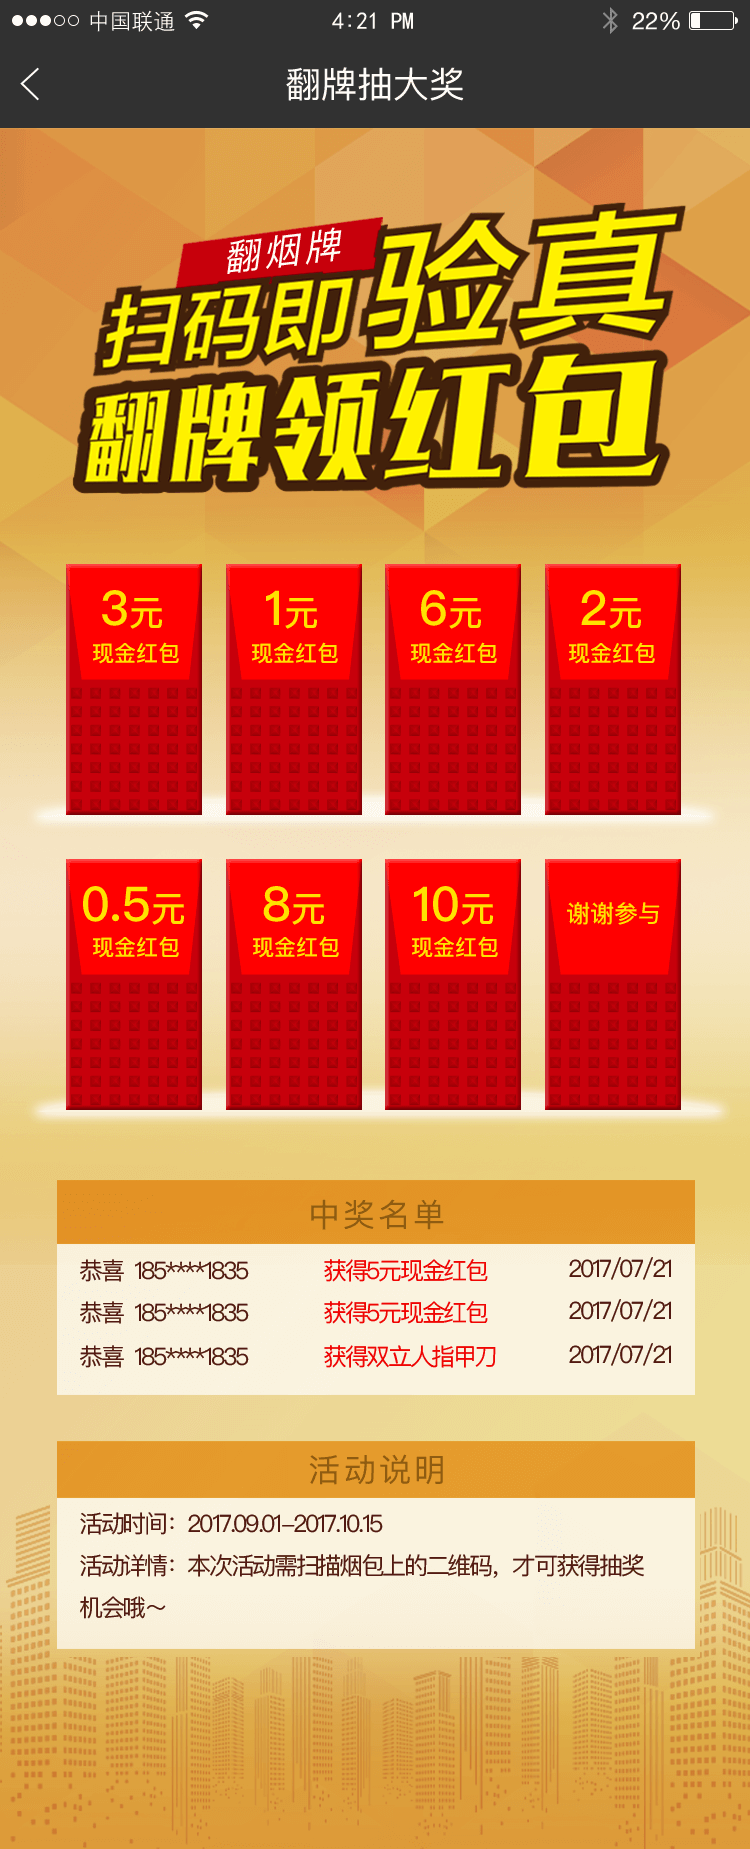 中国联通 4:21 PM 22%
翻牌抽大奖
翻烟牌
扫码即验真
翻牌领红包
3元 1元 6元 2元
现金红包 现金红包 现金红包 现金红包
0.5元 8元 10元 谢谢参与
现金红包 现金红包 现金红包
中奖名单
恭喜 185****1835 获得5元现金红包 2017/07/21
恭喜 185****1835 获得5元现金红包 2017/07/21
恭喜 185****1835 获得双立人指甲刀 2017/07/21
活动说明
活动时间：2017.09.01-2017.10.15
活动详情：本次活动需扫描烟包上的二维码，才可获得抽奖
机会哦～